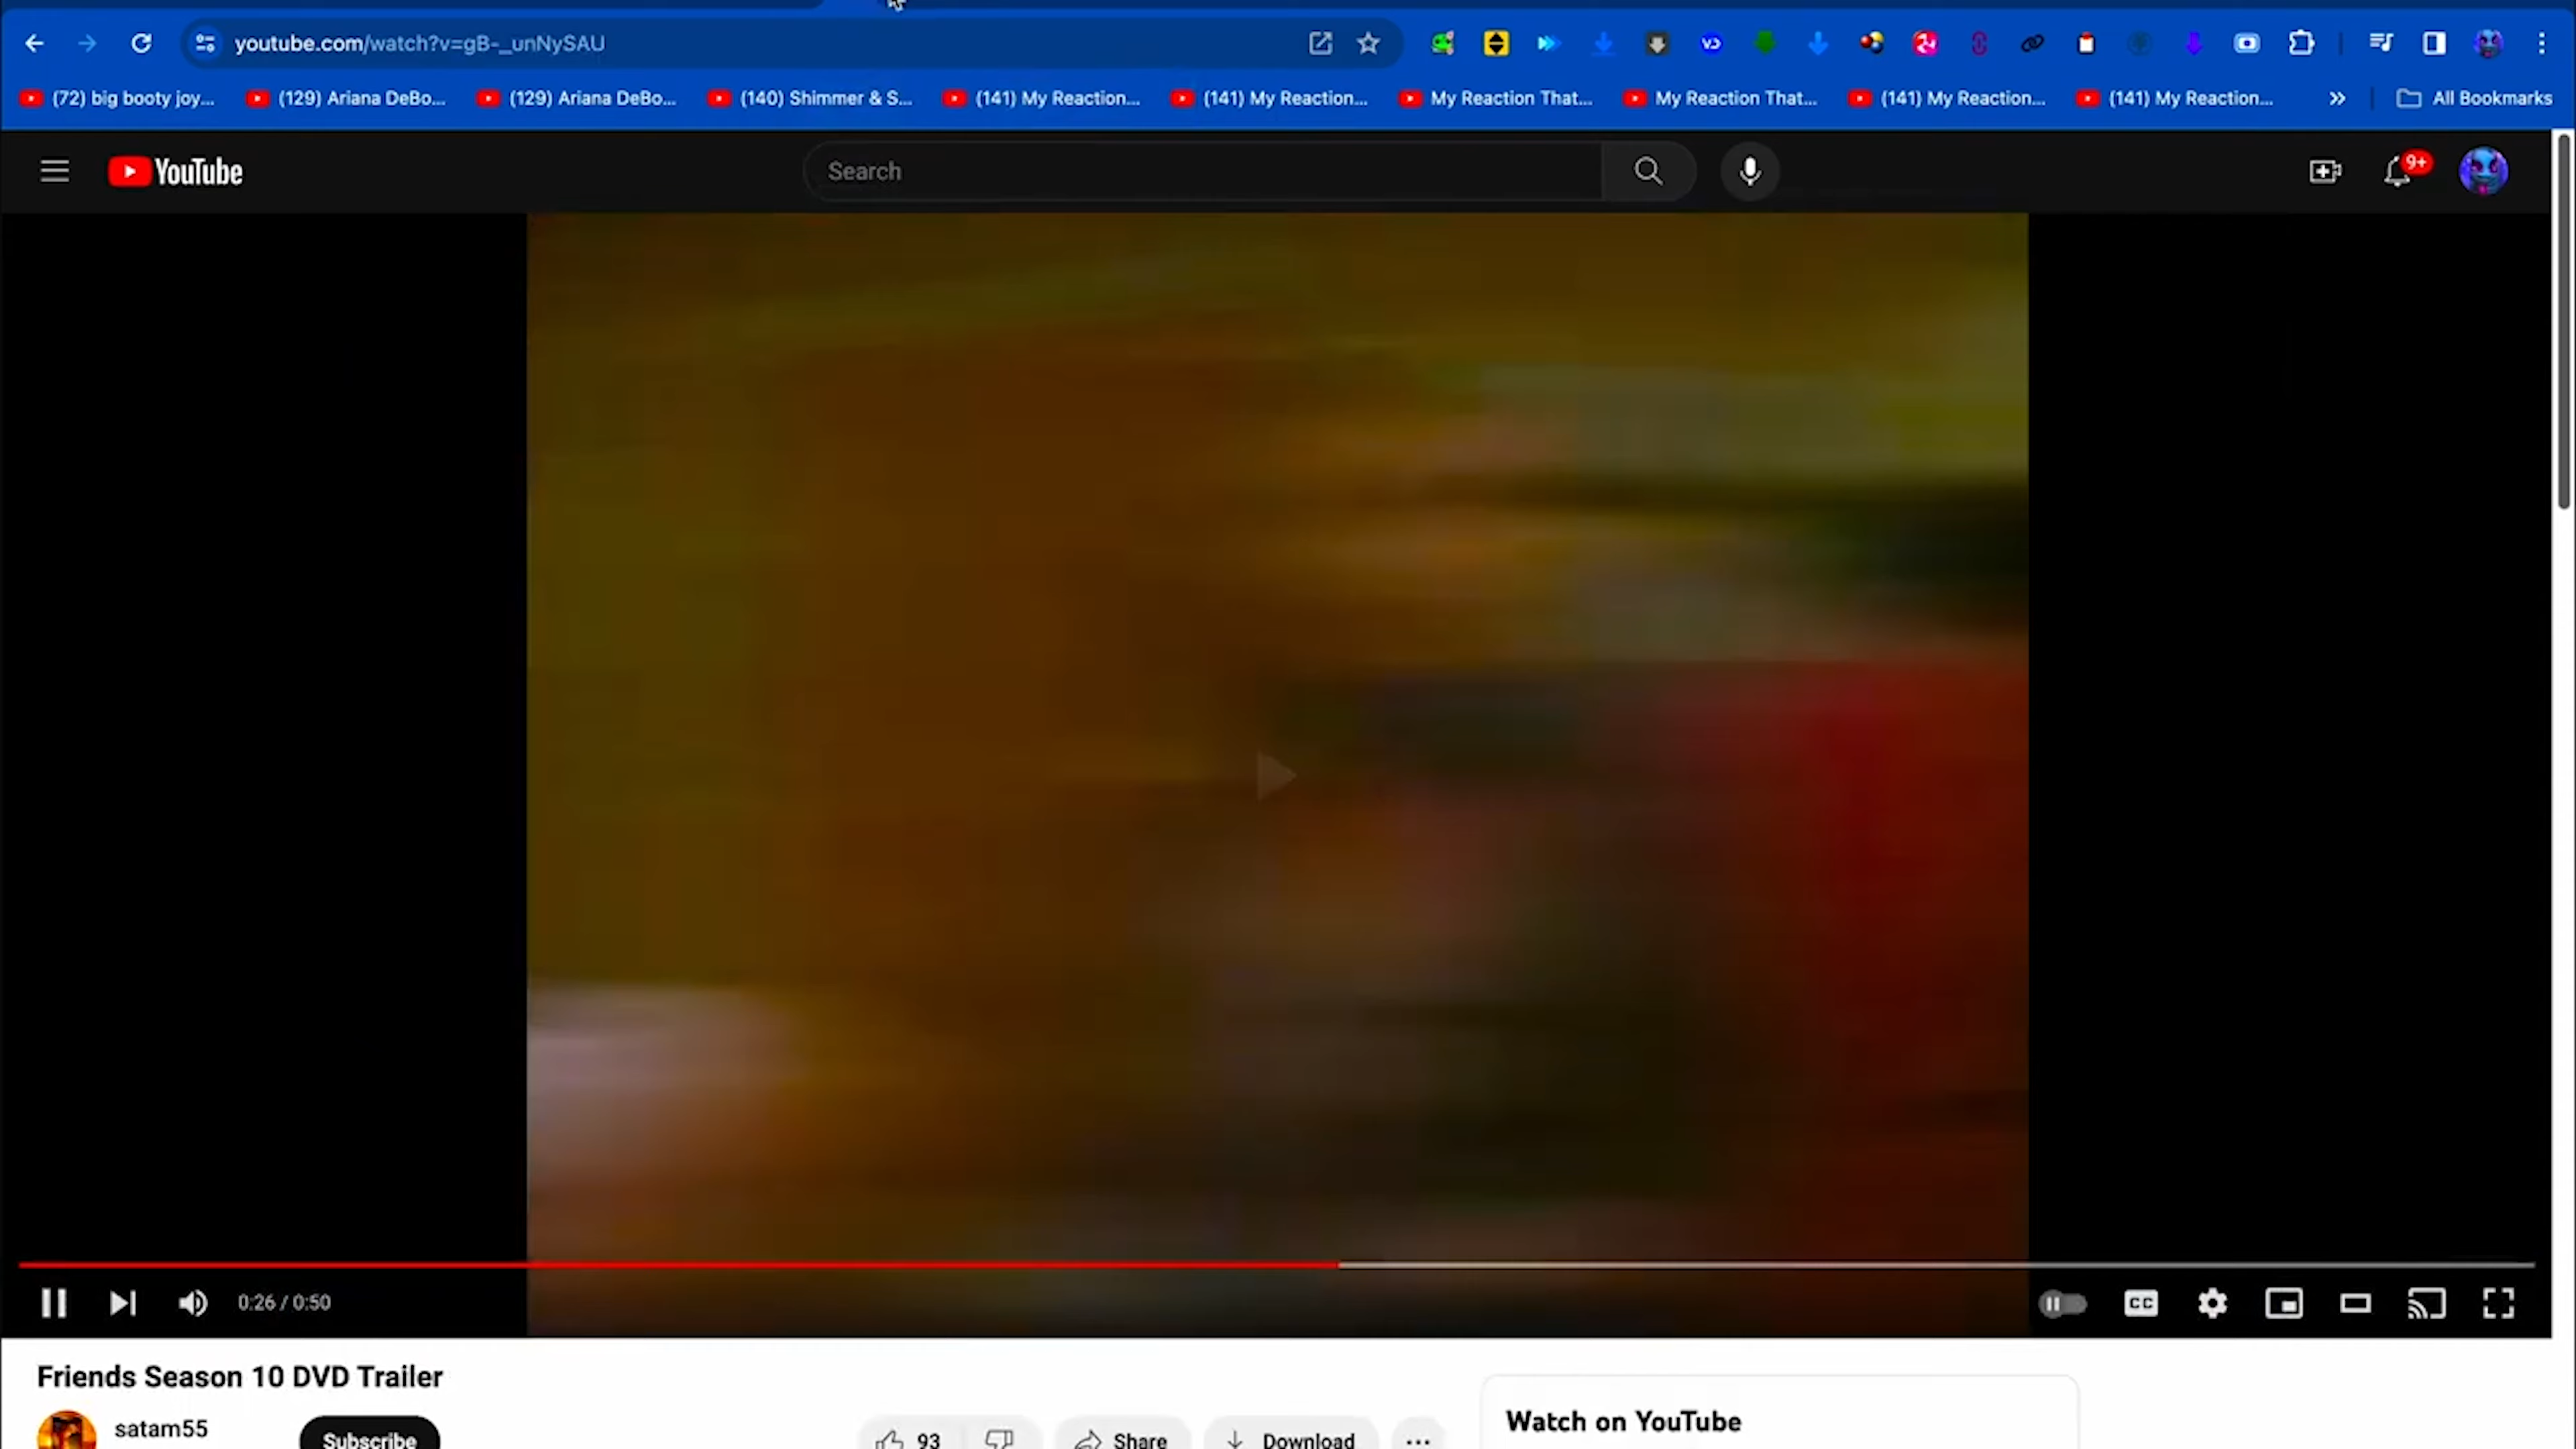 youtube.com/watch?v=gB-_unNySAU
(72) big booty joy... (129) Ariana DeBo... (129) Ariana DeBo... (140) Shimmer & S... (141) My Reaction... (141) My Reaction... My Reaction That... My Reaction That... (141) My Reaction... (141) My Reaction... All Bookmarks
YouTube Search 9+
0:26 / 0:50 CC
Friends Season 10 DVD Trailer
satam55 Subscribe 93 Share Download ...
Watch on YouTube